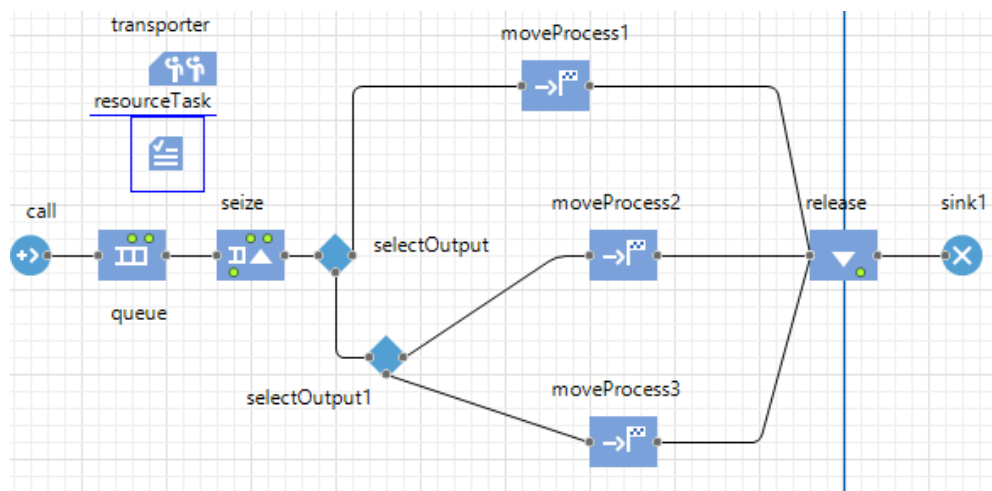 transporter
moveProcess1
resourceTask
call
seize
moveProcess2
release
sink1
selectOutput
queue
selectOutput1
moveProcess3